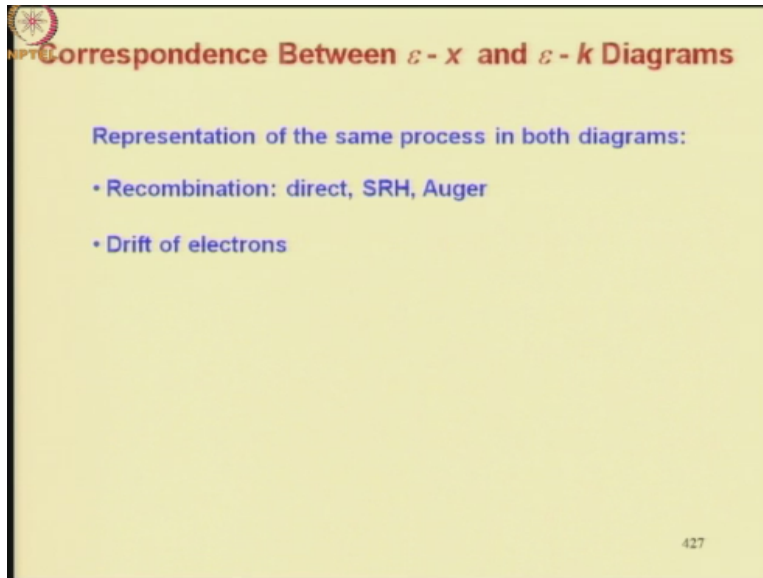 NPTEL
Correspondence Between ε - x and ε - k Diagrams
Representation of the same process in both diagrams:
• Recombination: direct, SRH, Auger
• Drift of electrons
427